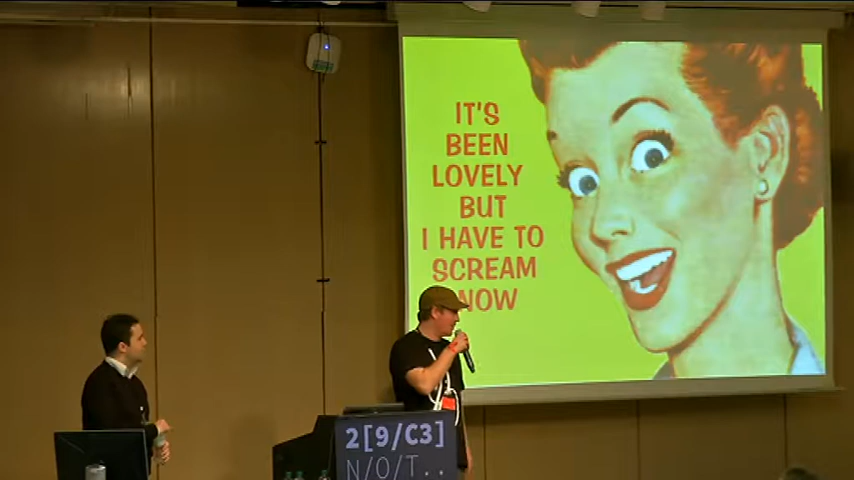 IT'S
BEEN
LOVELY
BUT
I HAVE TO
SCREAM
NOW
2[9/C3]
N/O/T...